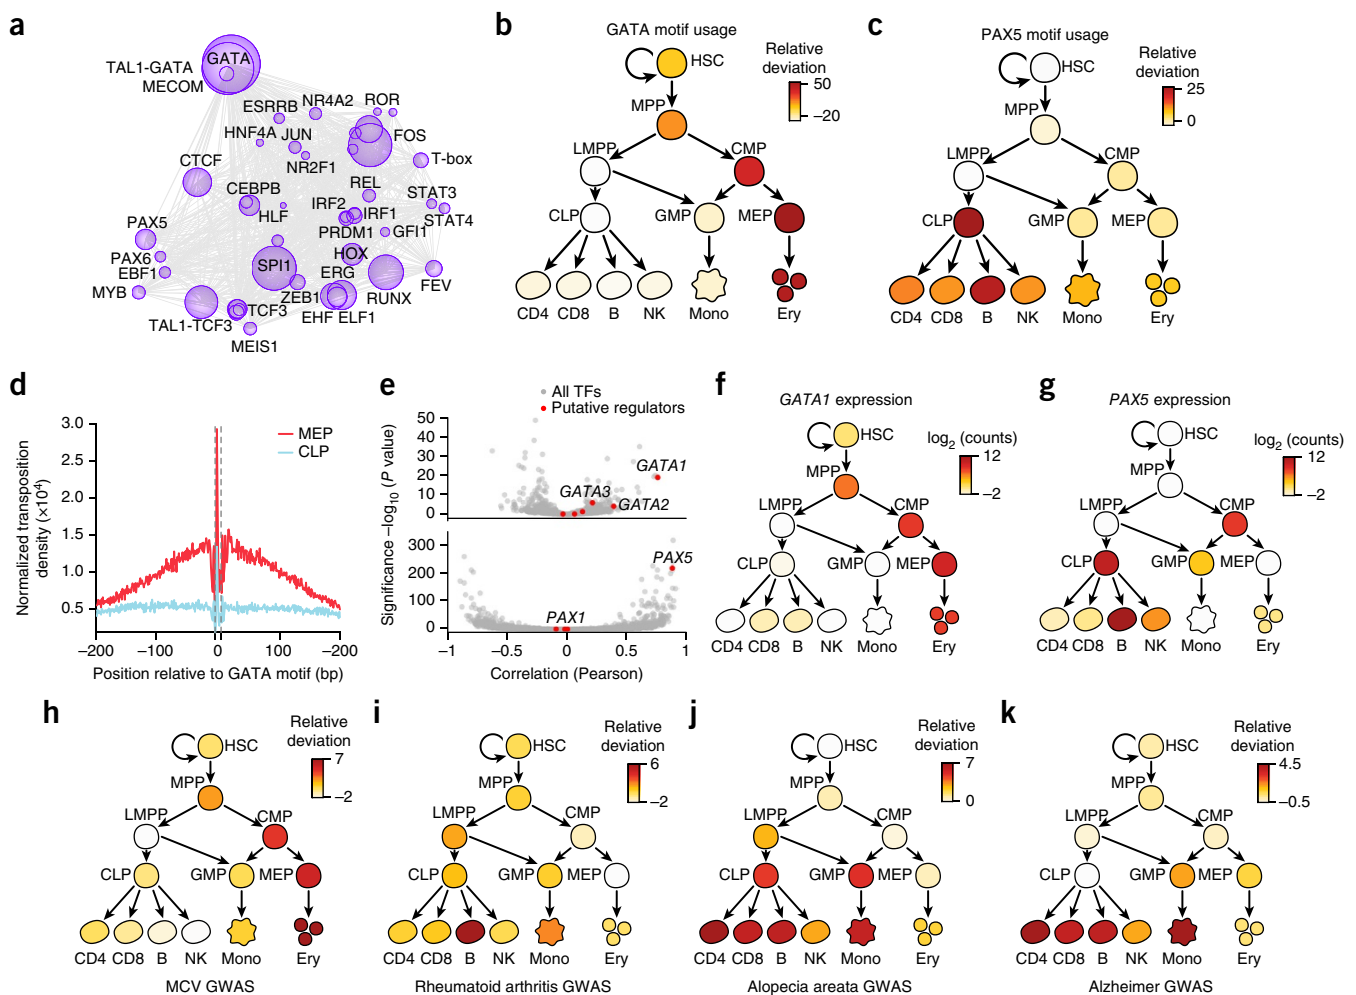 a
GATA
TAL1-GATA
MECOM
ESRRB
NR4A2
ROR
HNF4A
JUN
FOS
NR2F1
T-box
CTCF
CEBPB
REL
STAT3
HLF
IRF2
IRF1
STAT4
PAX5
PRDM1
GFI1
PAX6
HOX
EBF1
SPI1
ERG
FEV
MYB
ZEB1
RUNX
TAL1-TCF3
TCF3
EHF
ELF1
MEIS1
b
GATA motif usage
Relative
deviation
50
−20
HSC
MPP
LMPP
CMP
CLP
GMP
MEP
CD4
CD8
B
NK
Mono
Ery
c
PAX5 motif usage
Relative
deviation
25
0
HSC
MPP
LMPP
CMP
CLP
GMP
MEP
CD4
CD8
B
NK
Mono
Ery
d
3.0
2.5
2.0
1.5
1.0
0.5
Normalized transposition
density (×10⁴)
MEP
CLP
−200
−100
0
−100
−200
Position relative to GATA motif (bp)
e
All TFs
Putative regulators
50
40
30
20
10
0
GATA1
GATA3
GATA2
Significance –log₁₀ (P value)
300
200
100
0
PAX5
PAX1
−1
−0.5
0
0.5
1
Correlation (Pearson)
f
GATA1 expression
log₂ (counts)
12
−2
HSC
MPP
LMPP
CMP
CLP
GMP
MEP
CD4
CD8
B
NK
Mono
Ery
g
PAX5 expression
log₂ (counts)
12
−2
HSC
MPP
LMPP
CMP
CLP
GMP
MEP
CD4
CD8
B
NK
Mono
Ery
h
Relative
deviation
7
−2
HSC
MPP
LMPP
CMP
CLP
GMP
MEP
CD4
CD8
B
NK
Mono
Ery
MCV GWAS
i
Relative
deviation
6
−2
HSC
MPP
LMPP
CMP
CLP
GMP
MEP
CD4
CD8
B
NK
Mono
Ery
Rheumatoid arthritis GWAS
j
Relative
deviation
7
0
HSC
MPP
LMPP
CMP
CLP
GMP
MEP
CD4
CD8
B
NK
Mono
Ery
Alopecia areata GWAS
k
Relative
deviation
4.5
−0.5
HSC
MPP
LMPP
CMP
CLP
GMP
MEP
CD4
CD8
B
NK
Mono
Ery
Alzheimer GWAS